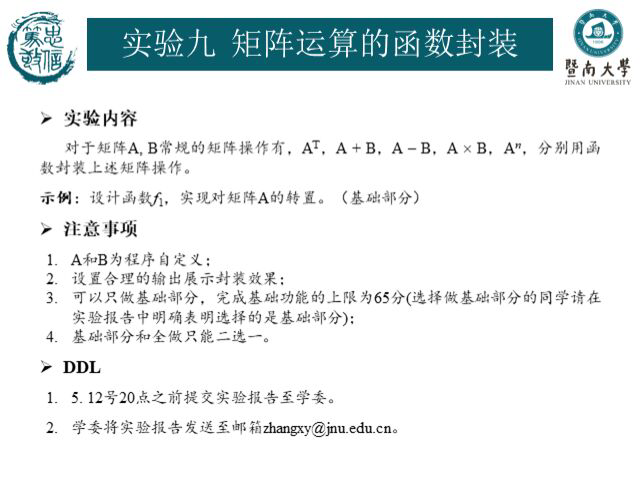 忠信篤敬
实验九 矩阵运算的函数封装
暨南大學
JINAN UNIVERSITY
➢ 实验内容
对于矩阵A, B常规的矩阵操作有，Aᵀ，A + B，A − B，A × B，Aⁿ，分别用函
数封装上述矩阵操作。
示例：设计函数f₁，实现对矩阵A的转置。（基础部分）
➢ 注意事项
1. A和B为程序自定义；
2. 设置合理的输出展示封装效果；
3. 可以只做基础部分，完成基础功能的上限为65分(选择做基础部分的同学请在
实验报告中明确表明选择的是基础部分)；
4. 基础部分和全做只能二选一。
➢ DDL
1. 5. 12号20点之前提交实验报告至学委。
2. 学委将实验报告发送至邮箱zhangxy@jnu.edu.cn。